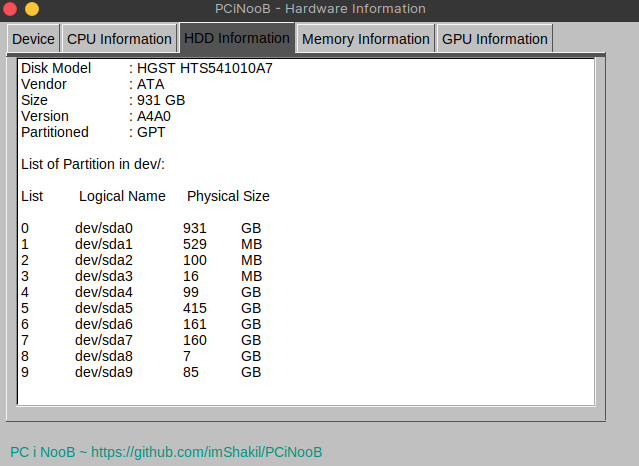 PCINooB - Hardware Information
Device CPU Information HDD Information Memory Information GPU Information
Disk Model : HGST HTS541010A7
Vendor : ATA
Size : 931 GB
Version : A4A0
Partitioned : GPT
List of Partition in dev/:
List Logical Name Physical Size
0 dev/sda0 931 GB
1 dev/sda1 529 MB
2 dev/sda2 100 MB
3 dev/sda3 16 MB
4 dev/sda4 99 GB
5 dev/sda5 415 GB
6 dev/sda6 161 GB
7 dev/sda7 160 GB
8 dev/sda8 7 GB
9 dev/sda9 85 GB
PC i NooB ~ https://github.com/imShakil/PCiNooB